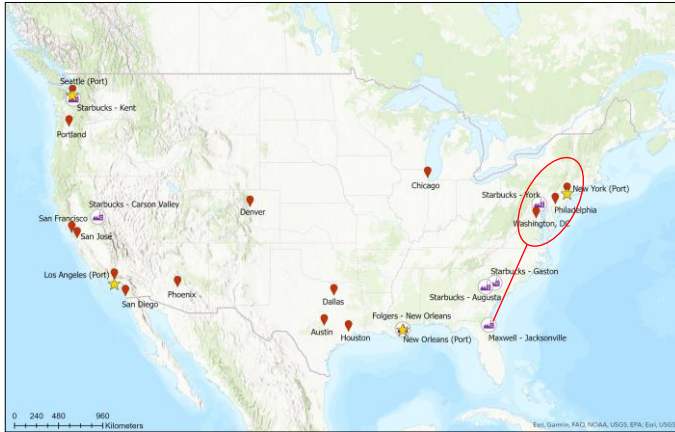 Seattle (Port)
Starbucks - Kent
Portland
Chicago
Starbucks - York
New York (Port)
Philadelphia
Washington, DC
Starbucks - Carson Valley
Denver
San Francisco
San José
Los Angeles (Port)
San Diego
Phoenix
Dallas
Austin
Houston
Folgers - New Orleans
New Orleans (Port)
Starbucks - Gaston
Starbucks - Augusta
Maxwell - Jacksonville
0 240 480 960
Kilometers
Esri, Garmin, FAO, NOAA, USGS, EPA; Esri, USGS